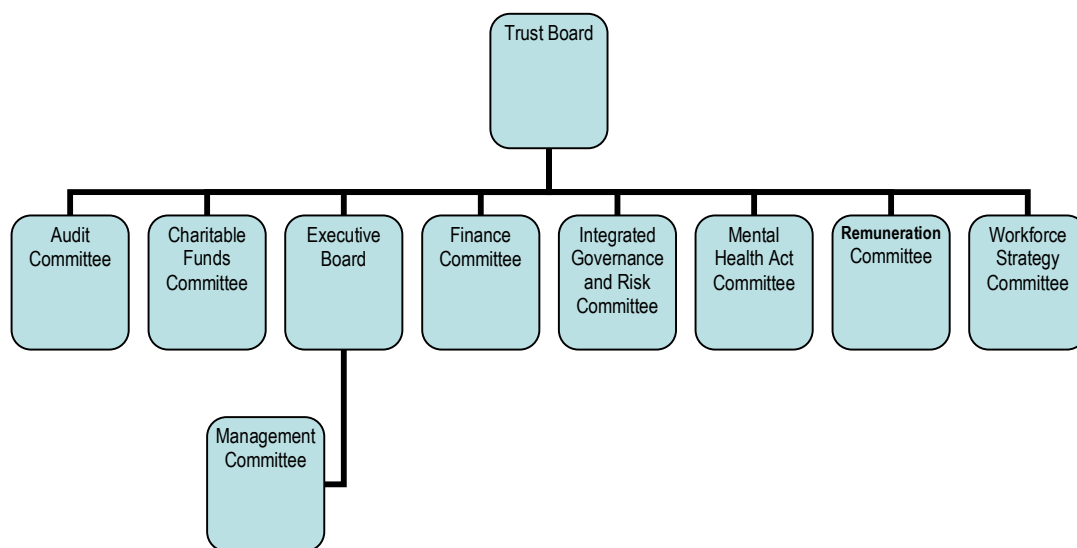 Trust Board
Audit
Committee
Charitable
Funds
Committee
Executive
Board
Finance
Committee
Integrated
Governance
and Risk
Committee
Mental
Health Act
Committee
Remuneration
Committee
Workforce
Strategy
Committee
Management
Committee